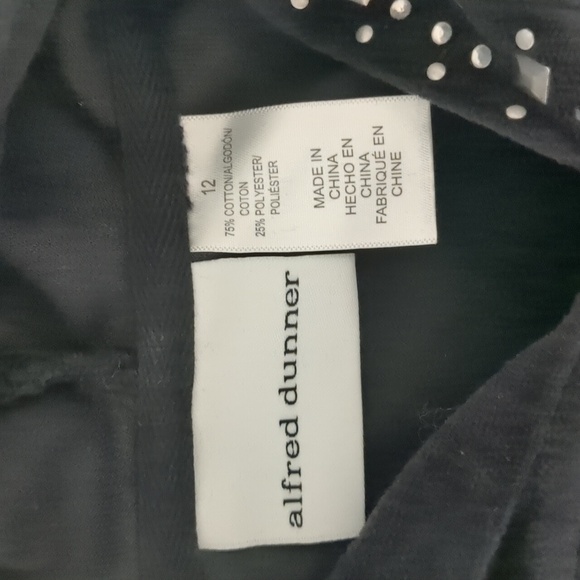 12
75% COTTON/ALGODÓN/
COTON
25% POLYESTER/
POLIÉSTER
MADE IN
CHINA
HECHO EN
CHINA
FABRIQUÉ EN
CHINE
alfred dunner